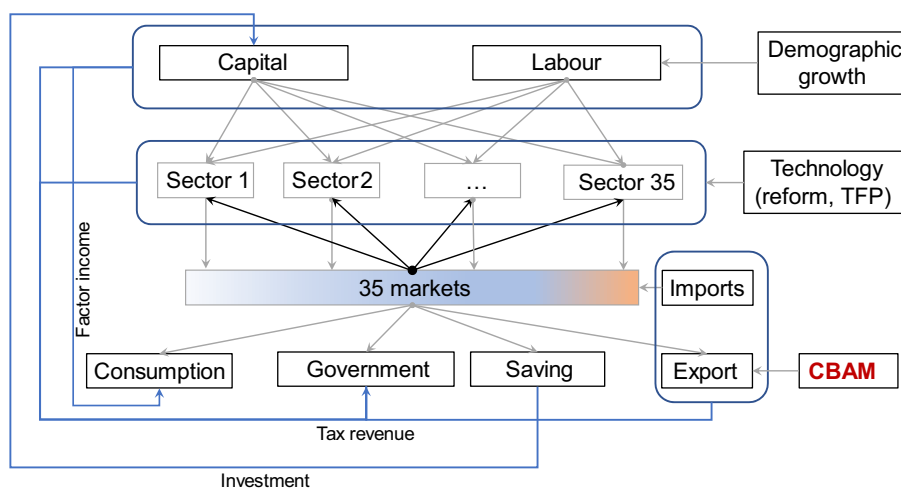 Capital
Labour
Demographic
growth
Sector 1
Sector2
…
Sector 35
Technology
(reform, TFP)
Factor income
35 markets
Imports
Consumption
Government
Saving
Export
CBAM
Tax revenue
Investment